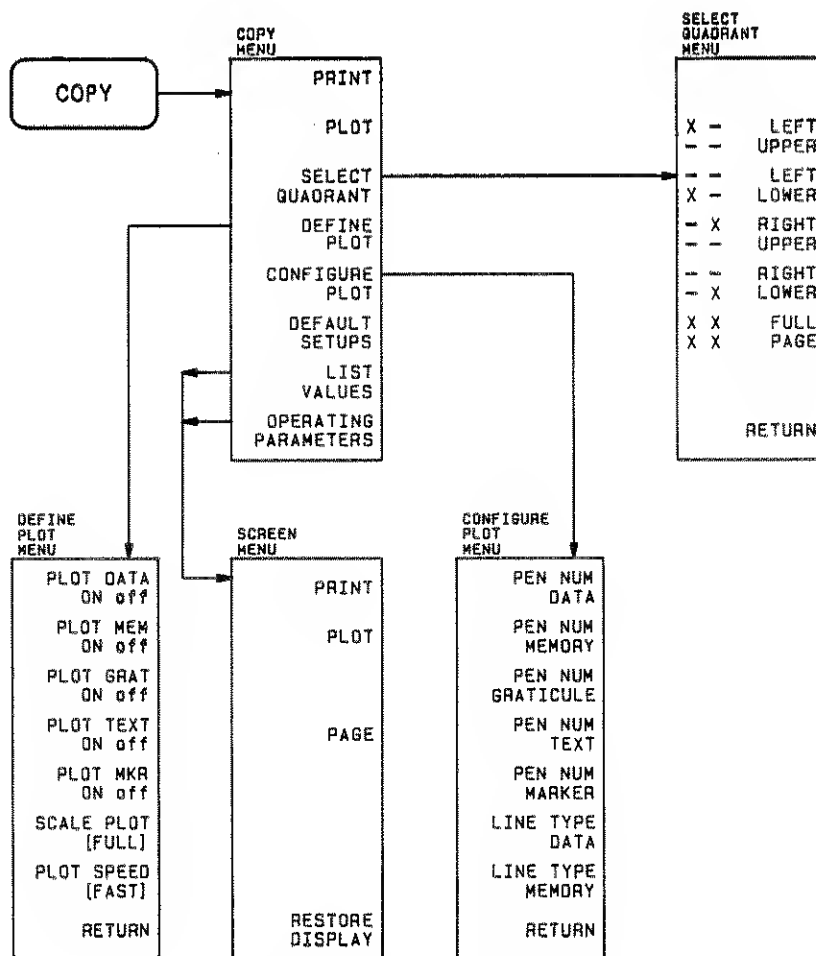 COPY
COPY
MENU
PRINT
PLOT
SELECT
QUADRANT
DEFINE
PLOT
CONFIGURE
PLOT
DEFAULT
SETUPS
LIST
VALUES
OPERATING
PARAMETERS
SELECT
QUADRANT
MENU
X - LEFT
- - UPPER
- - LEFT
X - LOWER
- X RIGHT
- - UPPER
- - RIGHT
- X LOWER
X X FULL
X X PAGE
RETURN
DEFINE
PLOT
MENU
PLOT DATA
ON off
PLOT MEM
ON off
PLOT GRAT
ON off
PLOT TEXT
ON off
PLOT MKR
ON off
SCALE PLOT
[FULL]
PLOT SPEED
[FAST]
RETURN
SCREEN
MENU
PRINT
PLOT
PAGE
RESTORE
DISPLAY
CONFIGURE
PLOT
MENU
PEN NUM
DATA
PEN NUM
MEMORY
PEN NUM
GRATICULE
PEN NUM
TEXT
PEN NUM
MARKER
LINE TYPE
DATA
LINE TYPE
MEMORY
RETURN